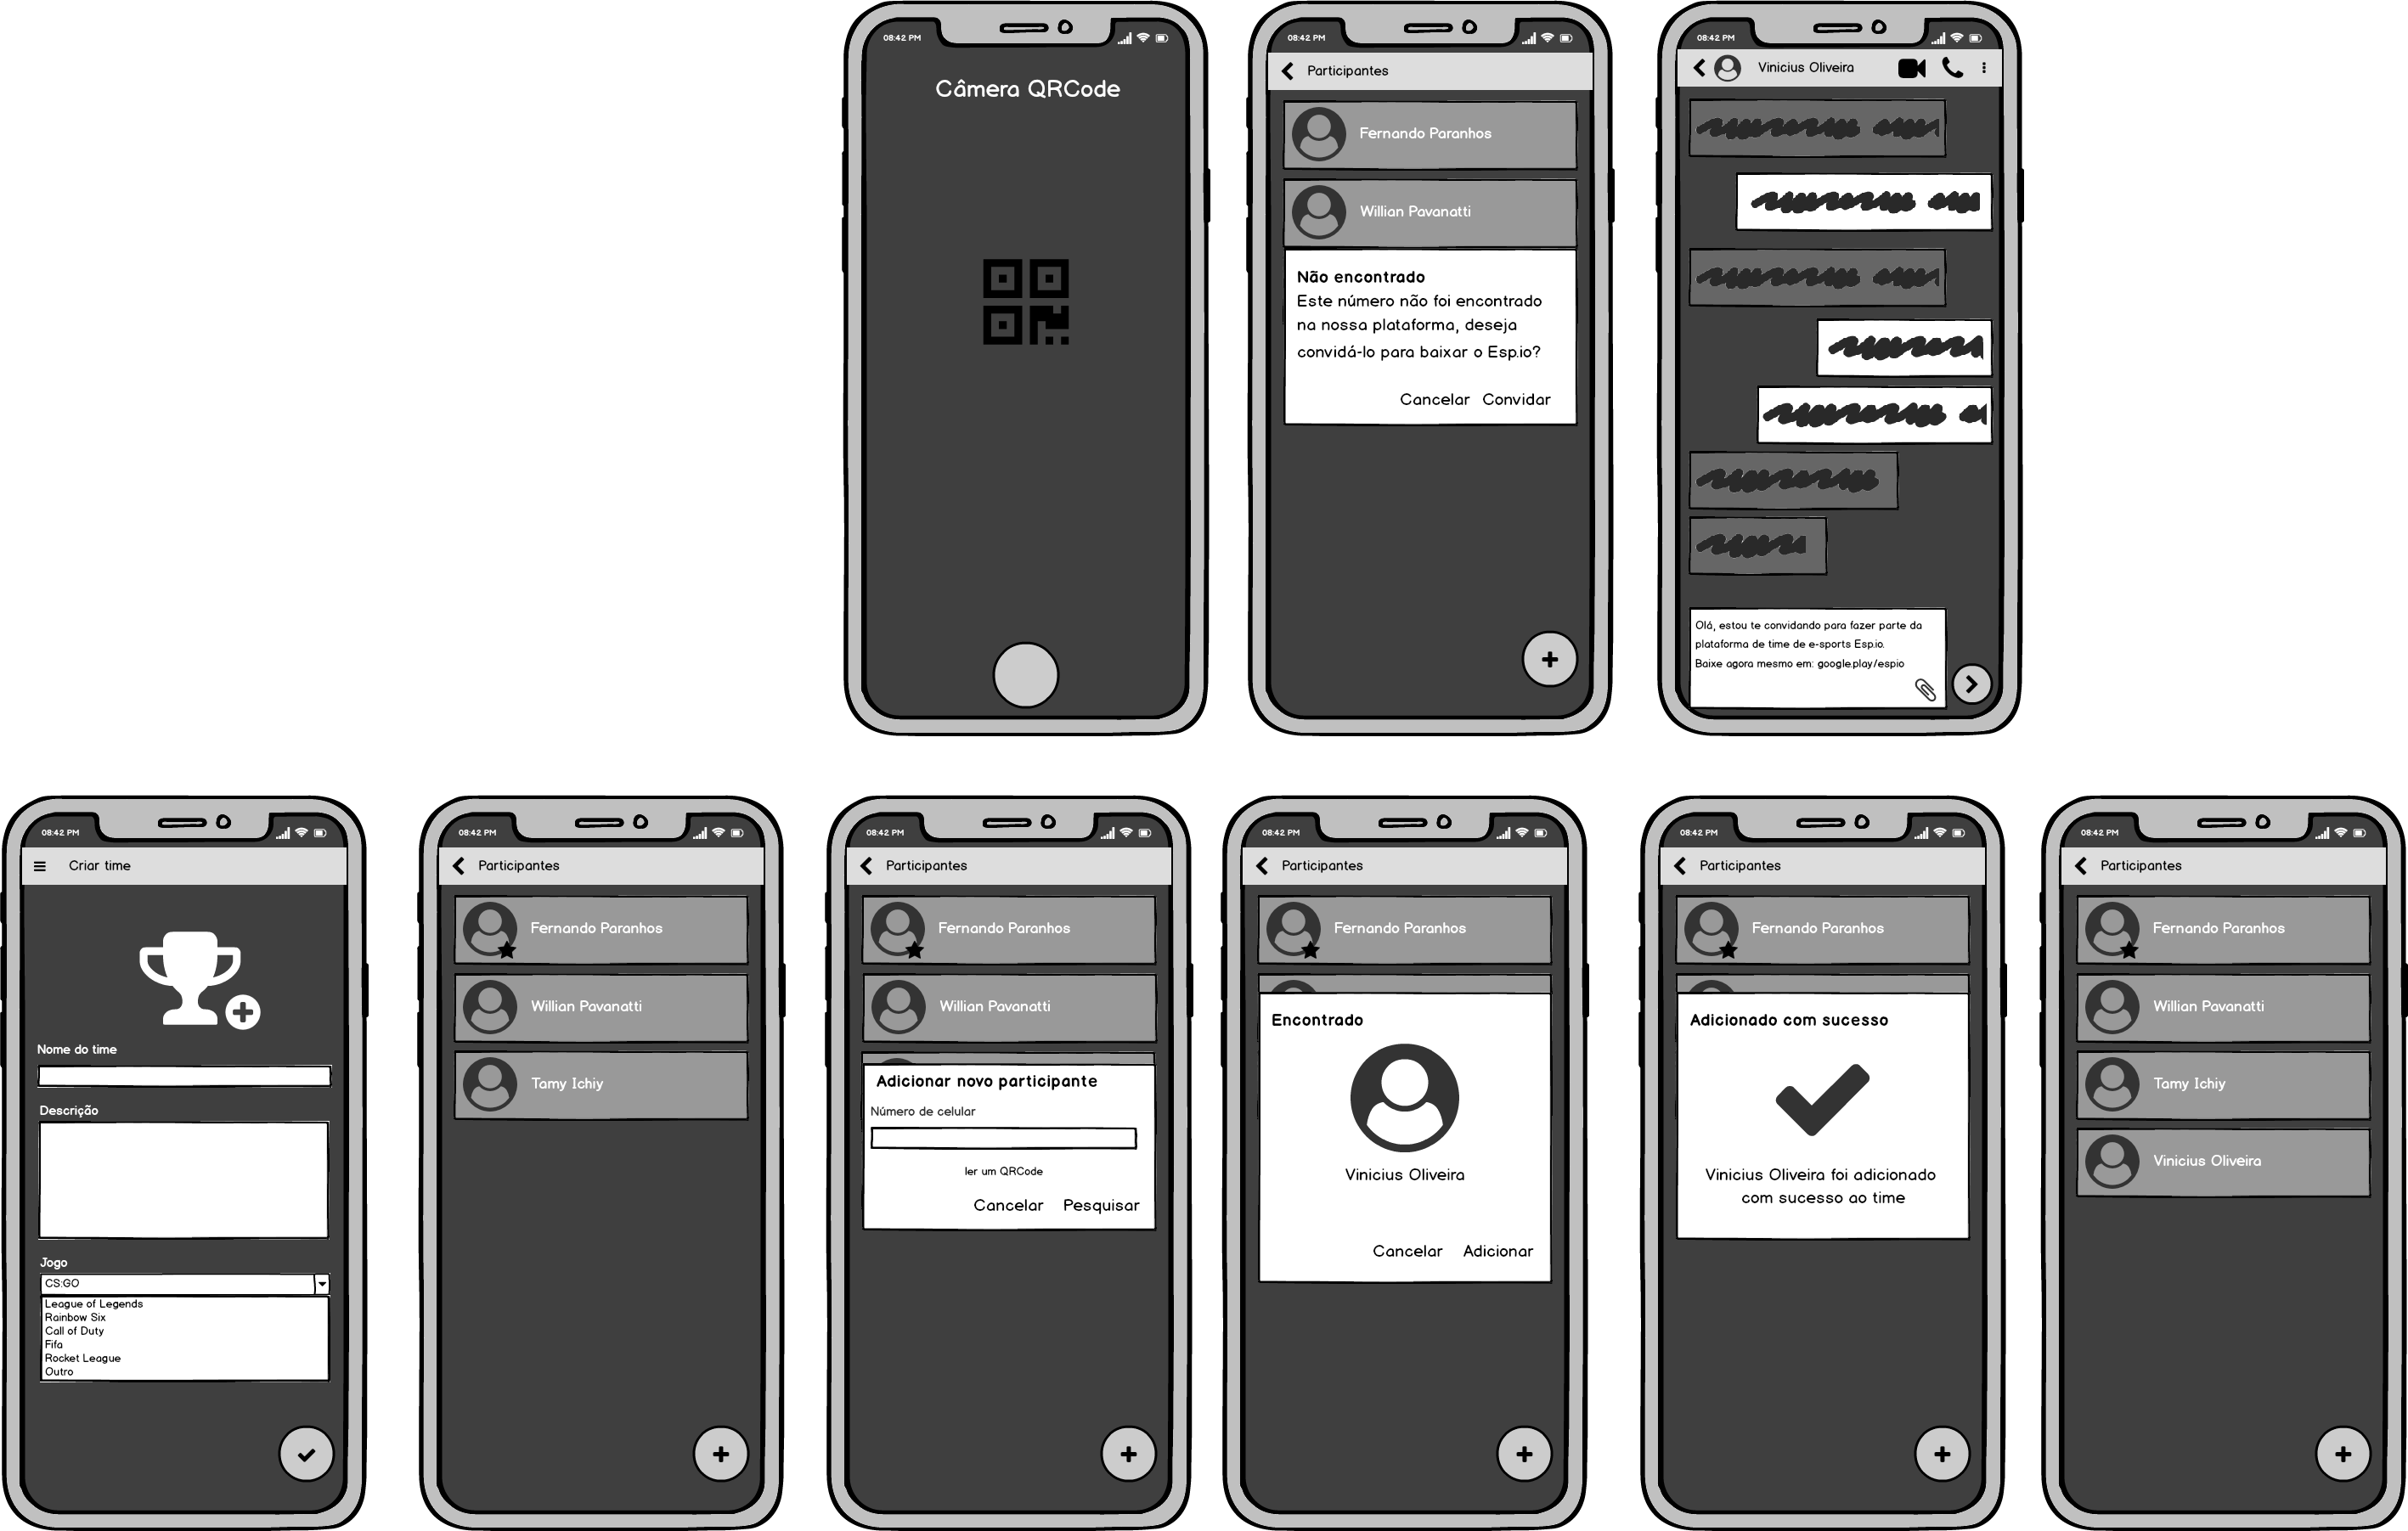 08:42 PM
Câmera QRCode
08:42 PM
Participantes
Fernando Paranhos
Willian Pavanatti
Não encontrado
Este número não foi encontrado
na nossa plataforma, deseja
convidá-lo para baixar o Esp.io?
Cancelar Convidar
08:42 PM
Vinicius Oliveira
Olá, estou te convidando para fazer parte da
plataforma de time de e-sports Esp.io.
Baixe agora mesmo em: google.play/espio
08:42 PM
Criar time
Nome do time
Descrição
Jogo
CS:GO
League of Legends
Rainbow Six
Call of Duty
Fifa
Rocket League
Outro
08:42 PM
Participantes
Fernando Paranhos
Willian Pavanatti
Tamy Ichiy
08:42 PM
Participantes
Fernando Paranhos
Willian Pavanatti
Adicionar novo participante
Número de celular
ler um QRCode
Cancelar Pesquisar
08:42 PM
Participantes
Fernando Paranhos
Encontrado
Vinicius Oliveira
Cancelar Adicionar
08:42 PM
Participantes
Fernando Paranhos
Adicionado com sucesso
Vinicius Oliveira foi adicionado
com sucesso ao time
08:42 PM
Participantes
Fernando Paranhos
Willian Pavanatti
Tamy Ichiy
Vinicius Oliveira